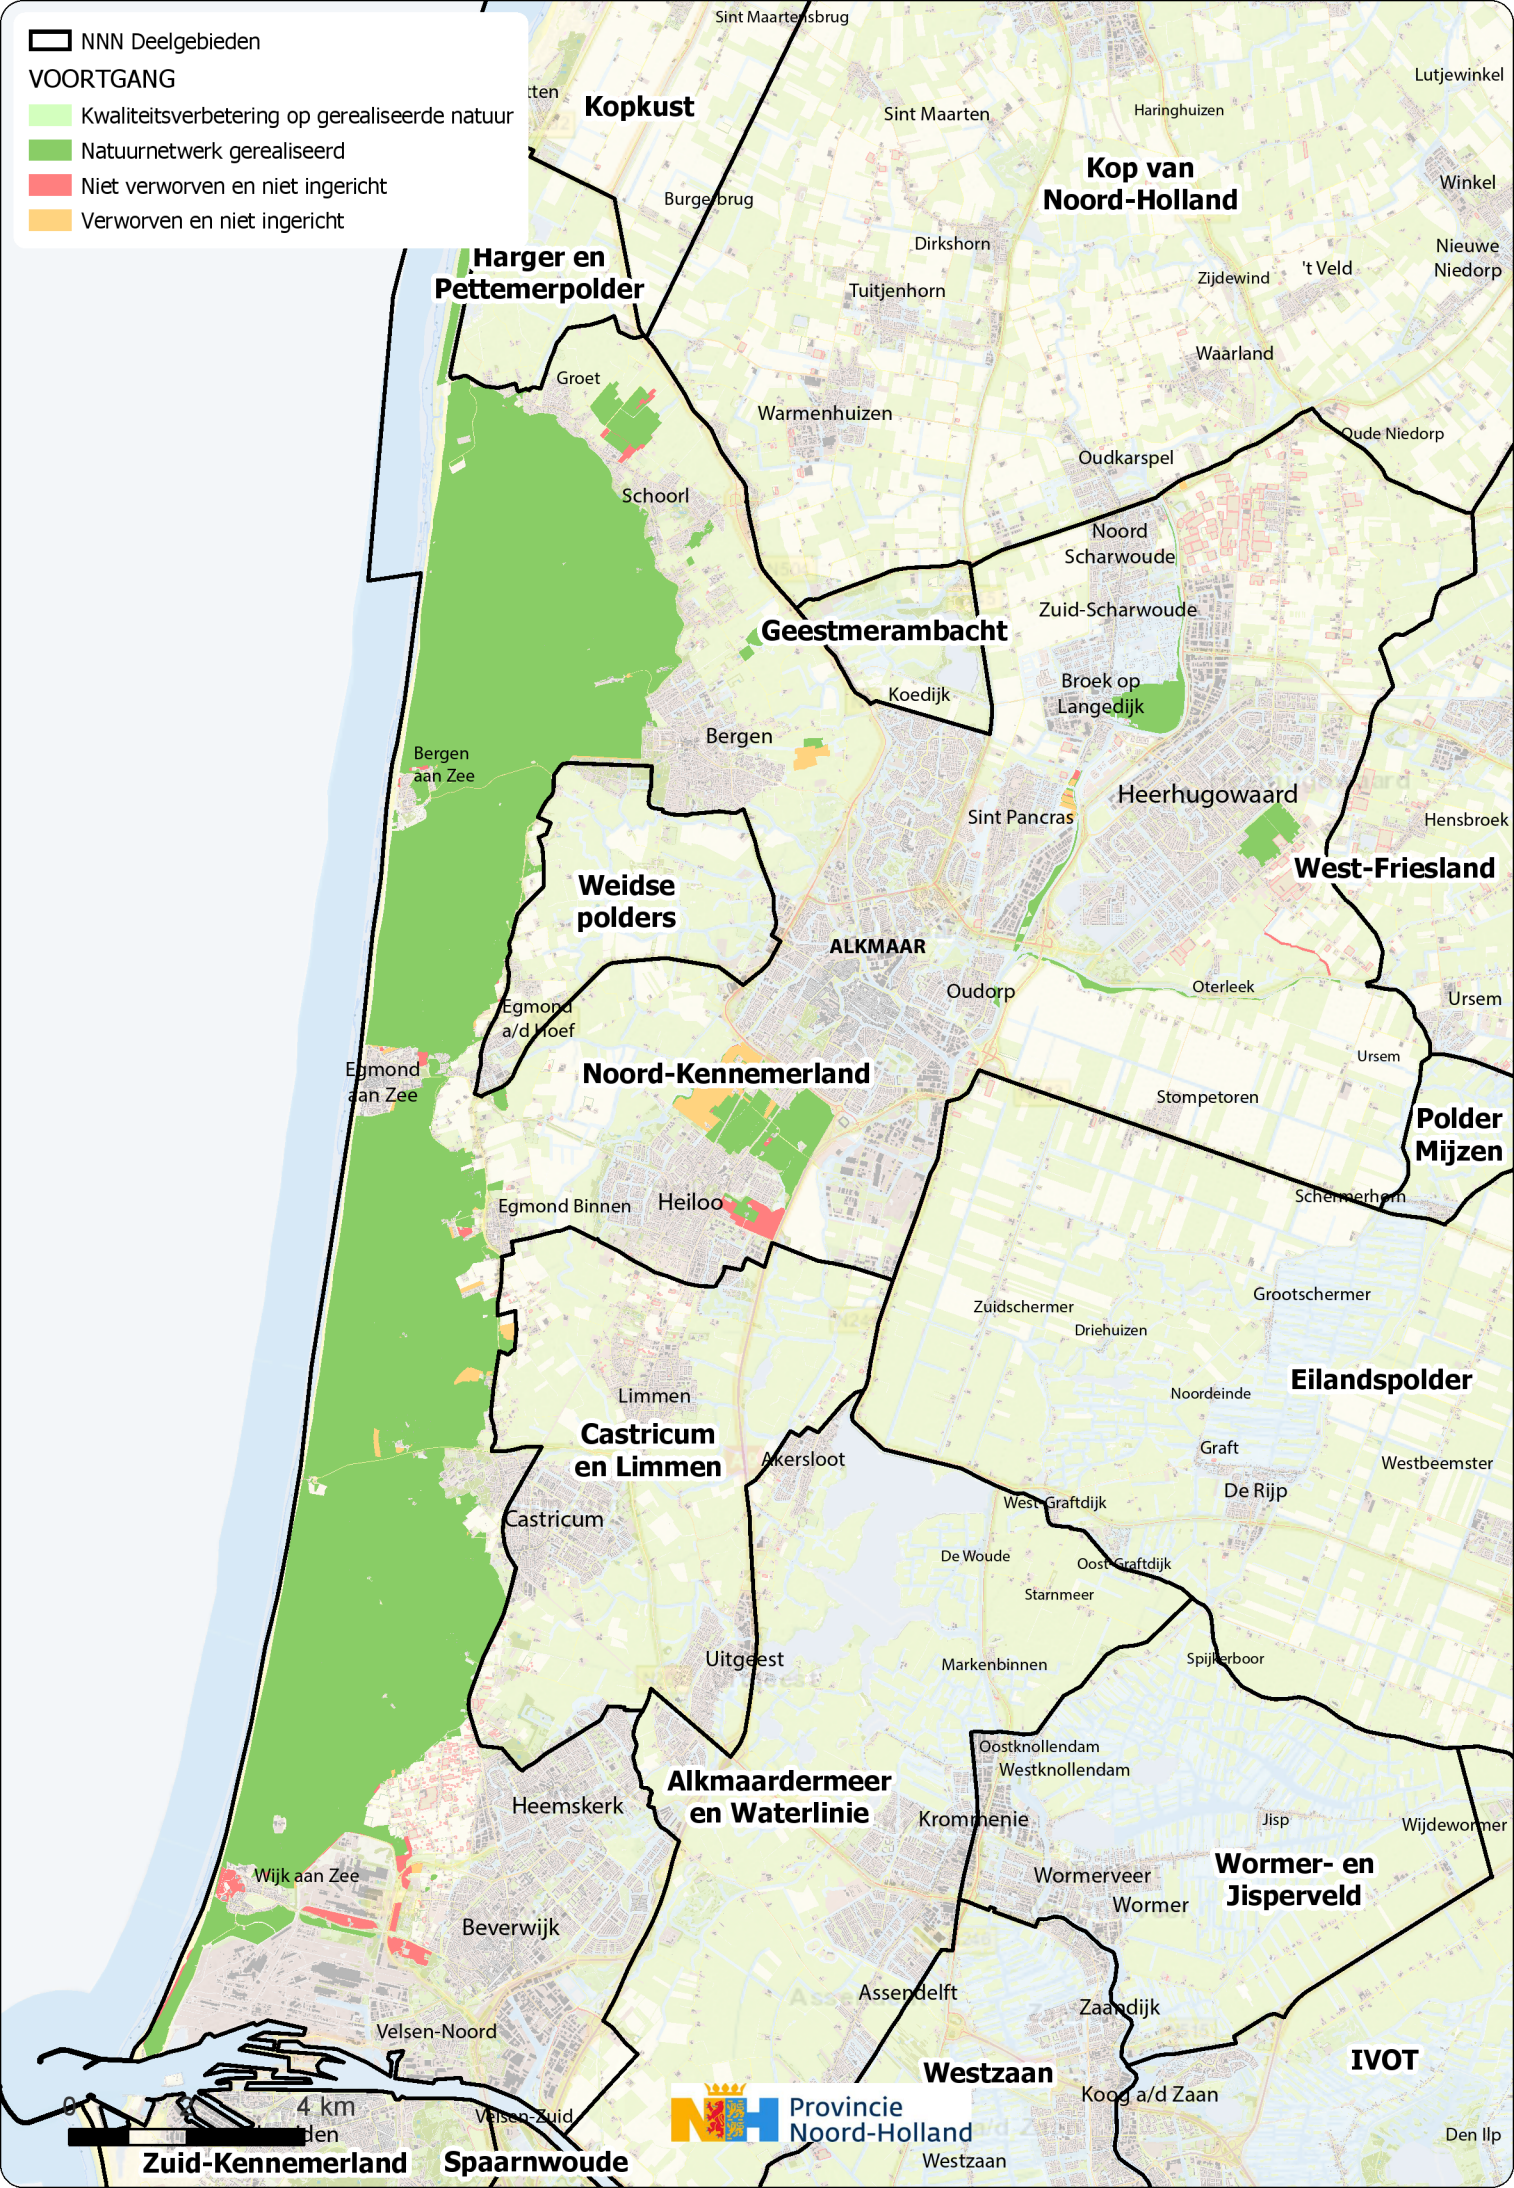 NNN Deelgebieden
VOORTGANG
Kwaliteitsverbetering op gerealiseerde natuur
Natuurnetwerk gerealiseerd
Niet verworven en niet ingericht
Verworven en niet ingericht
Sint Maartensbrug
Lutjewinkel
tten
Kopkust
Sint Maarten
Haringhuizen
Kop van
Noord-Holland
Winkel
Burgerbrug
Dirkshorn
Nieuwe
Niedorp
Harger en
Pettemerpolder
Tuitjenhorn
Zijdewind
't Veld
Waarland
Groet
Warmenhuizen
Oude Niedorp
Oudkarspel
Schoorl
Noord
Scharwoude
Zuid-Scharwoude
Geestmerambacht
Koedijk
Broek op
Langedijk
Bergen
Bergen
aan Zee
Heerhugowaard
Sint Pancras
Hensbroek
West-Friesland
Weidse
polders
ALKMAAR
Oudorp
Oterleek
Ursem
Egmond
a/d Hoef
Ursem
Egmond
aan Zee
Noord-Kennemerland
Stompetoren
Polder
Mijzen
Schermerhorn
Egmond Binnen
Heiloo
Grootschermer
Zuidschermer
Driehuizen
Eilandspolder
Noordeinde
Limmen
Castricum
en Limmen
Akersloot
Graft
Westbeemster
De Rijp
West-Graftdijk
Castricum
De Woude
Oost-Graftdijk
Starnmeer
Uitgeest
Markenbinnen
Spijkerboor
Oostknollendam
Westknollendam
Alkmaardermeer
en Waterlinie
Heemskerk
Krommenie
Jisp
Wijdewormer
Wormer- en
Jisperveld
Wijk aan Zee
Wormerveer
Wormer
Beverwijk
Assendelft
Zaandijk
Velsen-Noord
IVOT
Westzaan
Koog a/d Zaan
0 2 4 km
Velsen-Zuid
NH Provincie
Noord-Holland
den
Den Ilp
Zuid-Kennemerland
Spaarnwoude
Westzaan